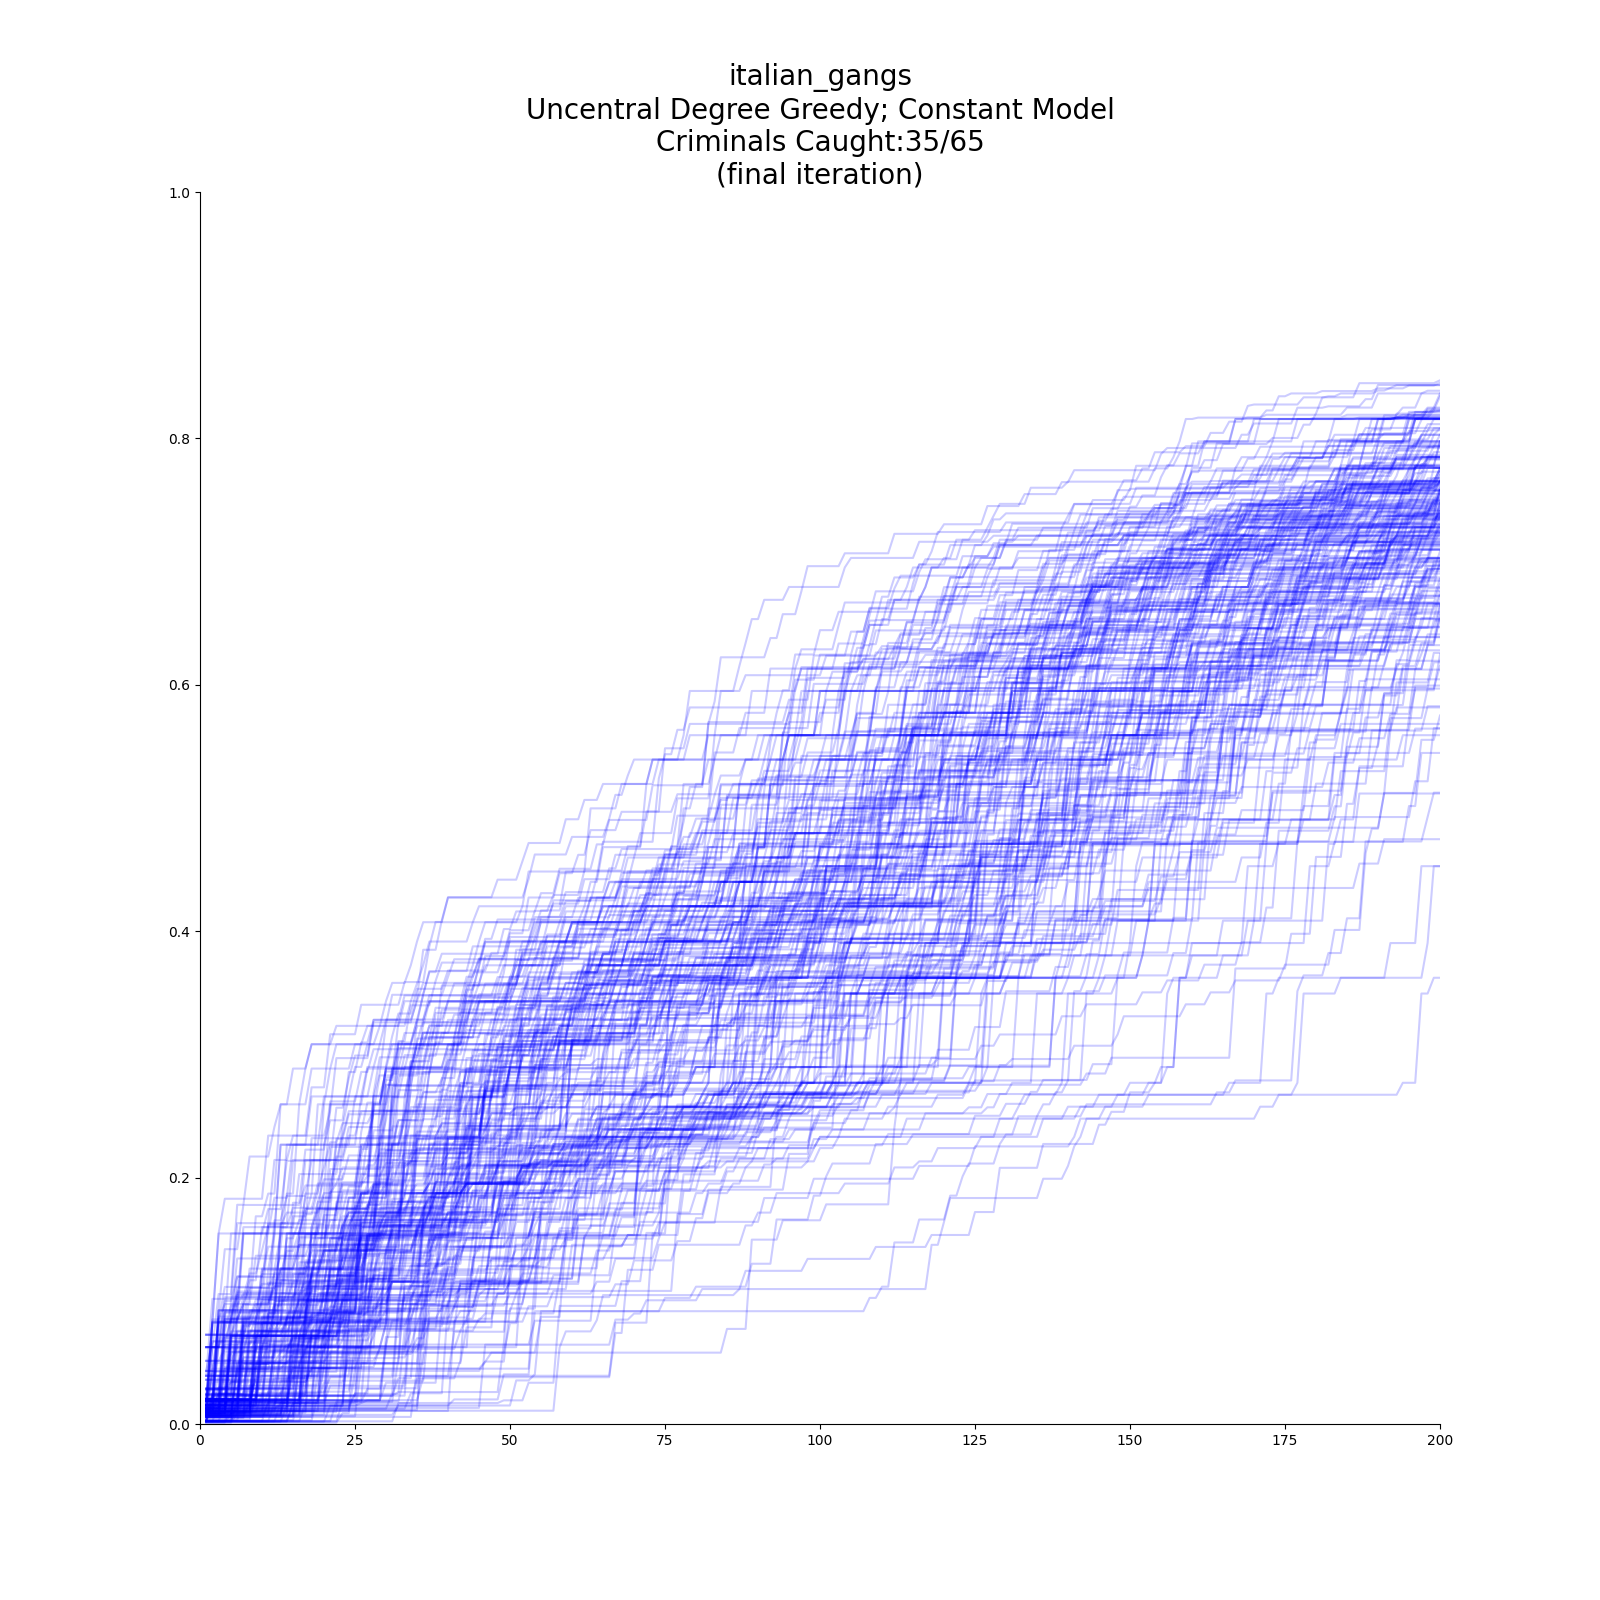 italian_gangs
Uncentral Degree Greedy; Constant Model
Criminals Caught:35/65
(final iteration)
1.0
0.8
0.6
0.4
0.2
0.0
0 25 50 75 100 125 150 175 200